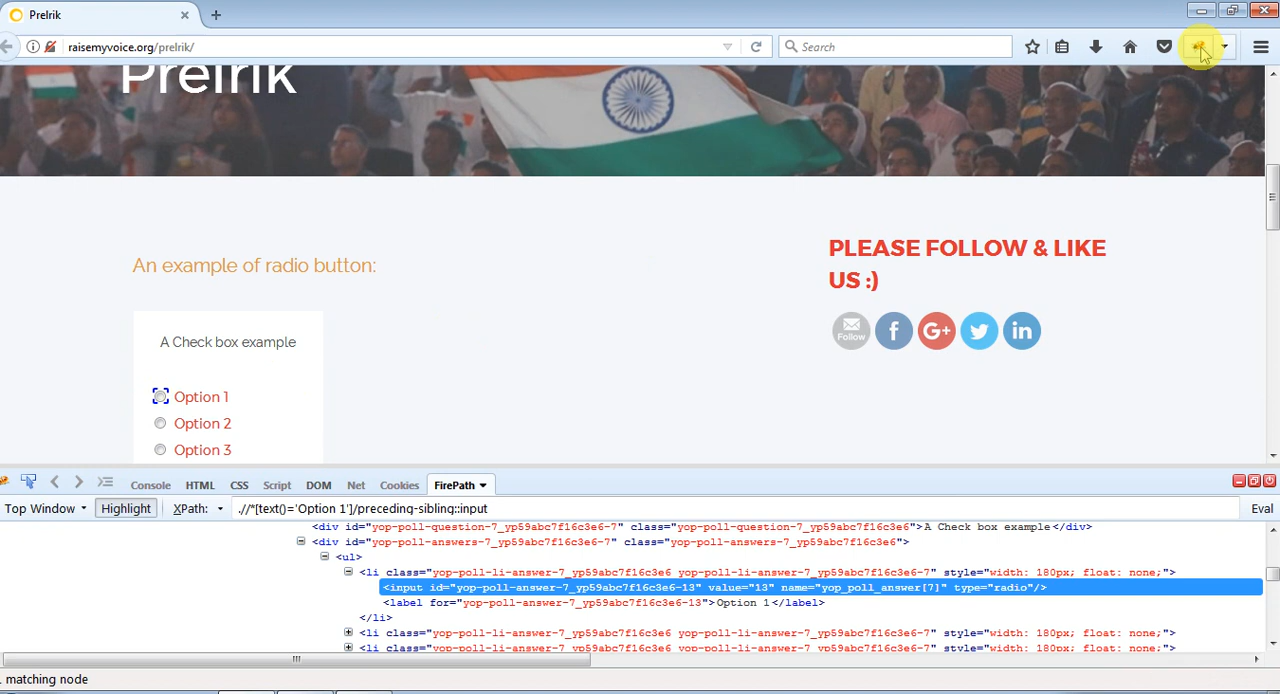 Prelrik
raisemyvoice.org/prelrik/
Search
Prelrik
An example of radio button:
PLEASE FOLLOW & LIKE
US :)
Follow
A Check box example
Option 1
Option 2
Option 3
Console HTML CSS Script DOM Net Cookies FirePath
Top Window Highlight XPath: .//*[text()='Option 1']/preceding-sibling::input Eval
<div id="yop-poll-question-7_yp59abc7f16c3e6-7" class="yop-poll-question-7_yp59abc7f16c3e6">A Check box example</div>
<div id="yop-poll-answers-7_yp59abc7f16c3e6-7" class="yop-poll-answers-7_yp59abc7f16c3e6">
<ul>
<li class="yop-poll-li-answer-7_yp59abc7f16c3e6 yop-poll-li-answer-7_yp59abc7f16c3e6-7" style="width: 180px; float: none;">
<input id="yop-poll-answer-7_yp59abc7f16c3e6-13" value="13" name="yop_poll_answer[7]" type="radio"/>
<label for="yop-poll-answer-7_yp59abc7f16c3e6-13">Option 1</label>
</li>
<li class="yop-poll-li-answer-7_yp59abc7f16c3e6 yop-poll-li-answer-7_yp59abc7f16c3e6-7" style="width: 180px; float: none;">
<li class="yop-poll-li-answer-7_yp59abc7f16c3e6 yop-poll-li-answer-7_yp59abc7f16c3e6-7" style="width: 180px; float: none;">
matching node